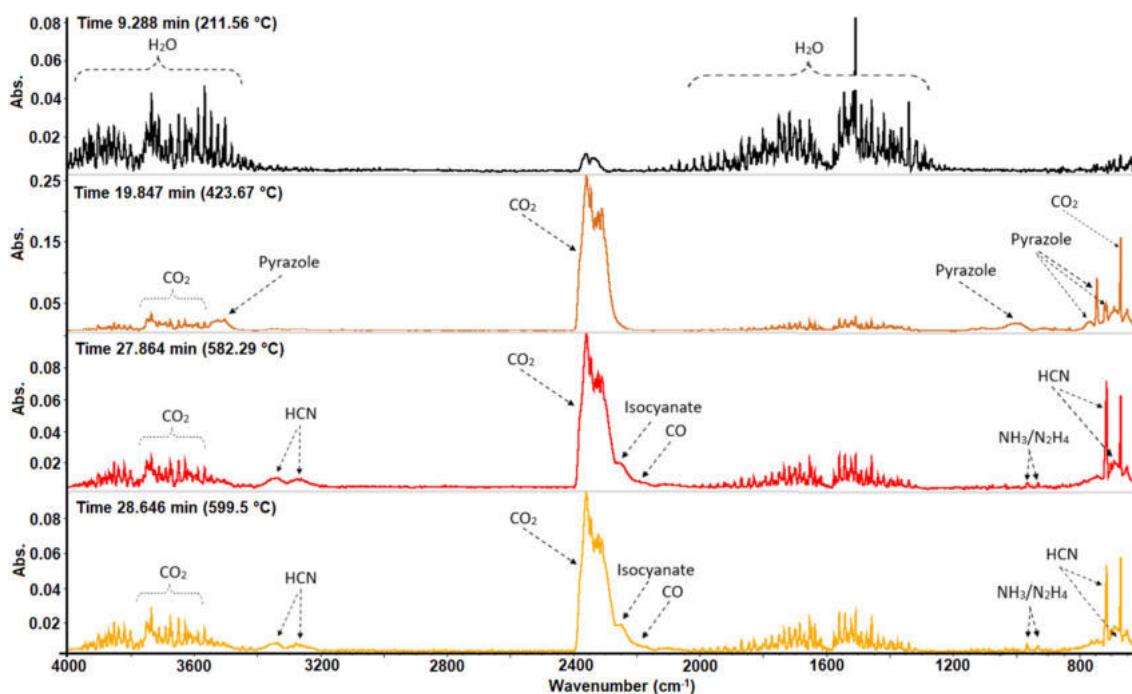 Time 9.288 min (211.56 °C)
H₂O
H₂O
Abs.
0.08
0.06
0.04
0.02
Time 19.847 min (423.67 °C)
CO₂
CO₂
Pyrazole
Pyrazole
Pyrazole
CO₂
Abs.
0.25
0.15
0.05
Time 27.864 min (582.29 °C)
CO₂
HCN
Isocyanate
CO
HCN
CO₂
NH₃/N₂H₄
Abs.
0.08
0.06
0.04
0.02
Time 28.646 min (599.5 °C)
CO₂
HCN
Isocyanate
CO
HCN
CO₂
NH₃/N₂H₄
Abs.
0.08
0.06
0.04
0.02
4000 3600 3200 2800 2400 2000 1600 1200 800
Wavenumber (cm⁻¹)